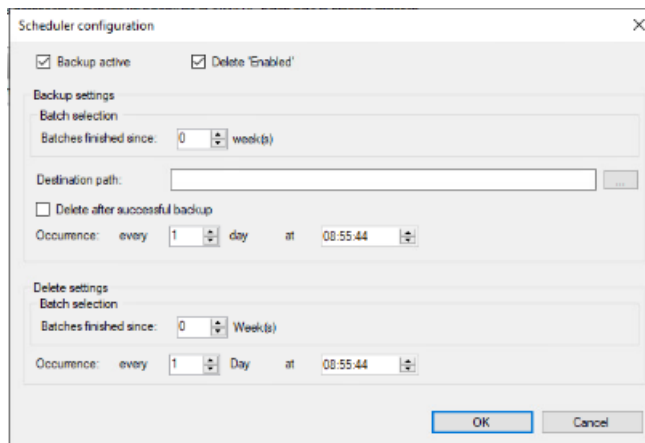 Scheduler configuration
Backup active Delete 'Enabled'
Backup settings
Batch selection
Batches finished since: 0 week(s)
Destination path: ...
Delete after successful backup
Occurrence: every 1 day at 08:55:44
Delete settings
Batch selection
Batches finished since: 0 Week(s)
Occurrence: every 1 Day at 08:55:44
OK Cancel